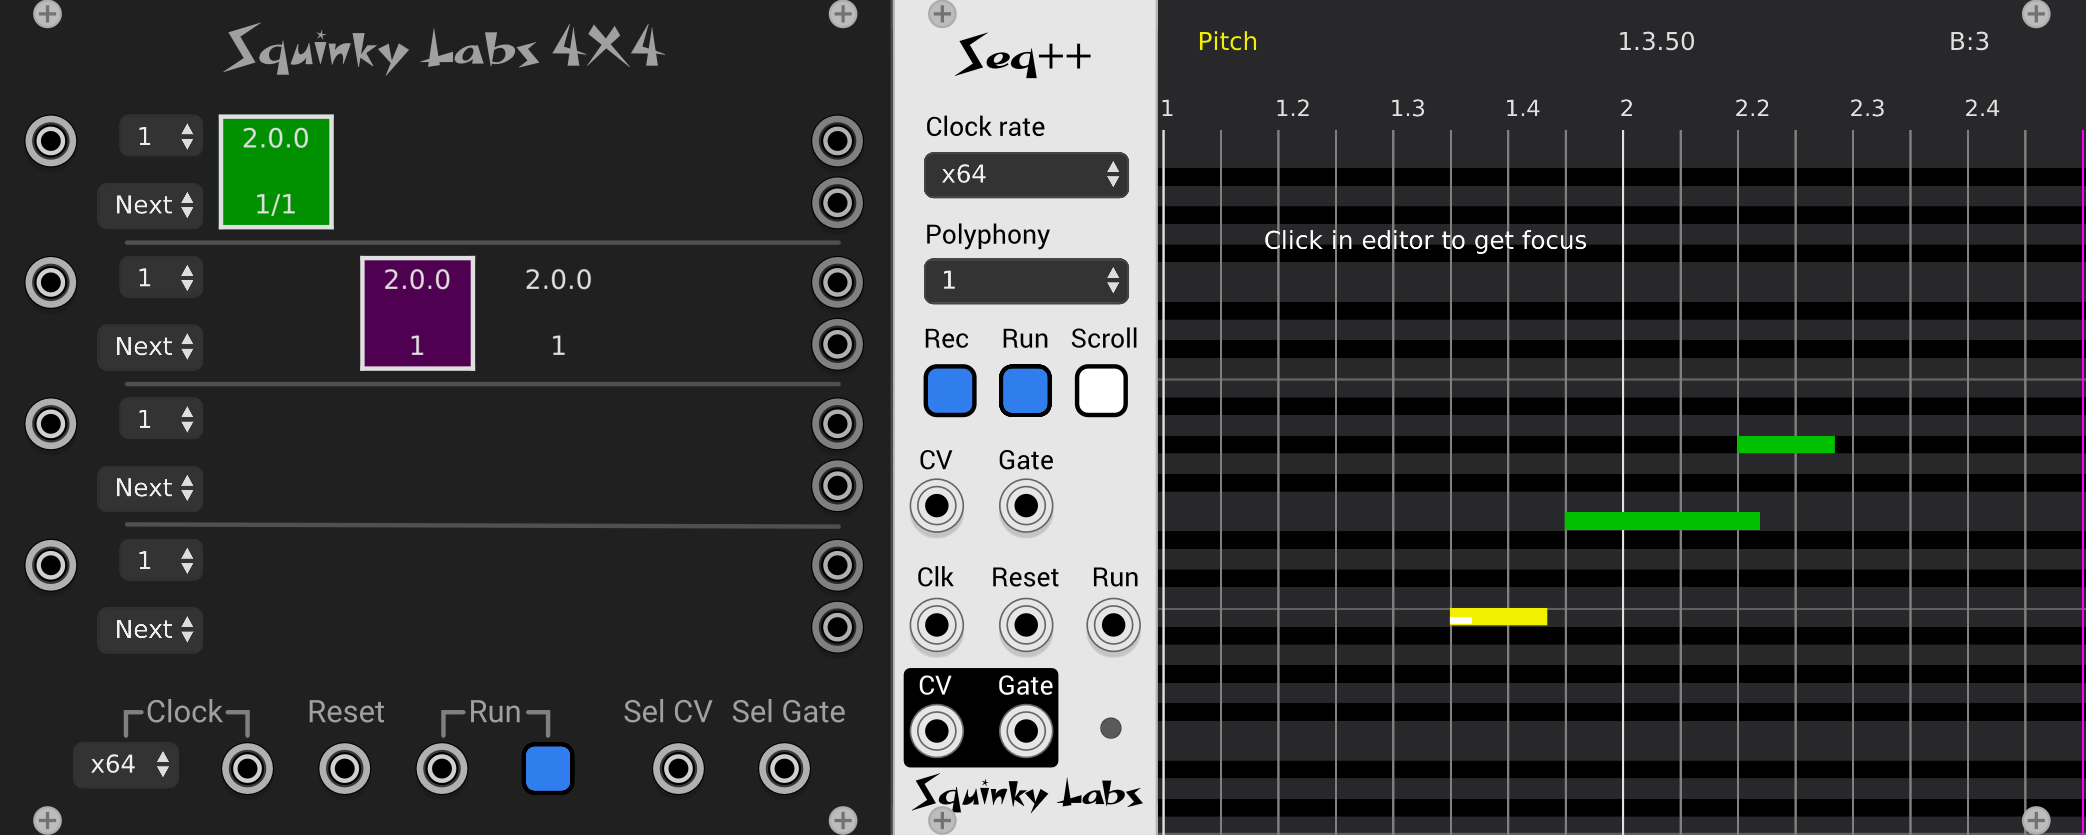 Squinky Labs 4X4
1
2.0.0
Next
1/1
1
2.0.0
2.0.0
Next
1
1
1
Next
1
Next
Clock
Reset
Run
Sel CV
Sel Gate
x64
Seq++
Clock rate
x64
Polyphony
1
Rec Run Scroll
CV Gate
Clk Reset Run
CV Gate
Squinky Labs
Pitch 1.3.50 B:3
1 1.2 1.3 1.4 2 2.2 2.3 2.4
Click in editor to get focus